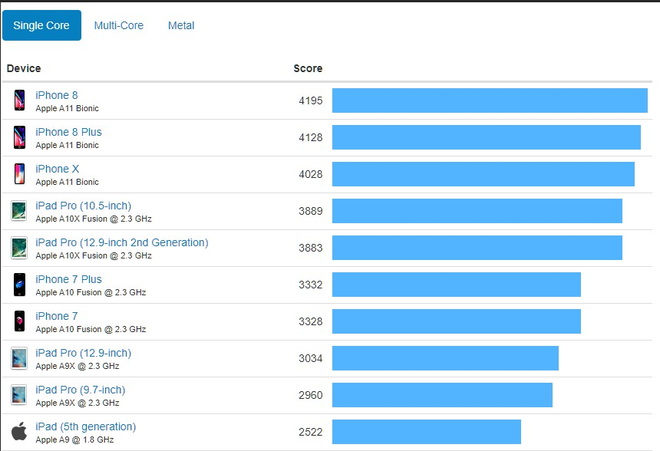 Single Core Multi-Core Metal
Device Score
iPhone 8 4195
Apple A11 Bionic
iPhone 8 Plus 4128
Apple A11 Bionic
iPhone X 4028
Apple A11 Bionic
iPad Pro (10.5-inch) 3889
Apple A10X Fusion @ 2.3 GHz
iPad Pro (12.9-inch 2nd Generation) 3883
Apple A10X Fusion @ 2.3 GHz
iPhone 7 Plus 3332
Apple A10 Fusion @ 2.3 GHz
iPhone 7 3328
Apple A10 Fusion @ 2.3 GHz
iPad Pro (12.9-inch) 3034
Apple A9X @ 2.3 GHz
iPad Pro (9.7-inch) 2960
Apple A9X @ 2.3 GHz
iPad (5th generation) 2522
Apple A9 @ 1.8 GHz